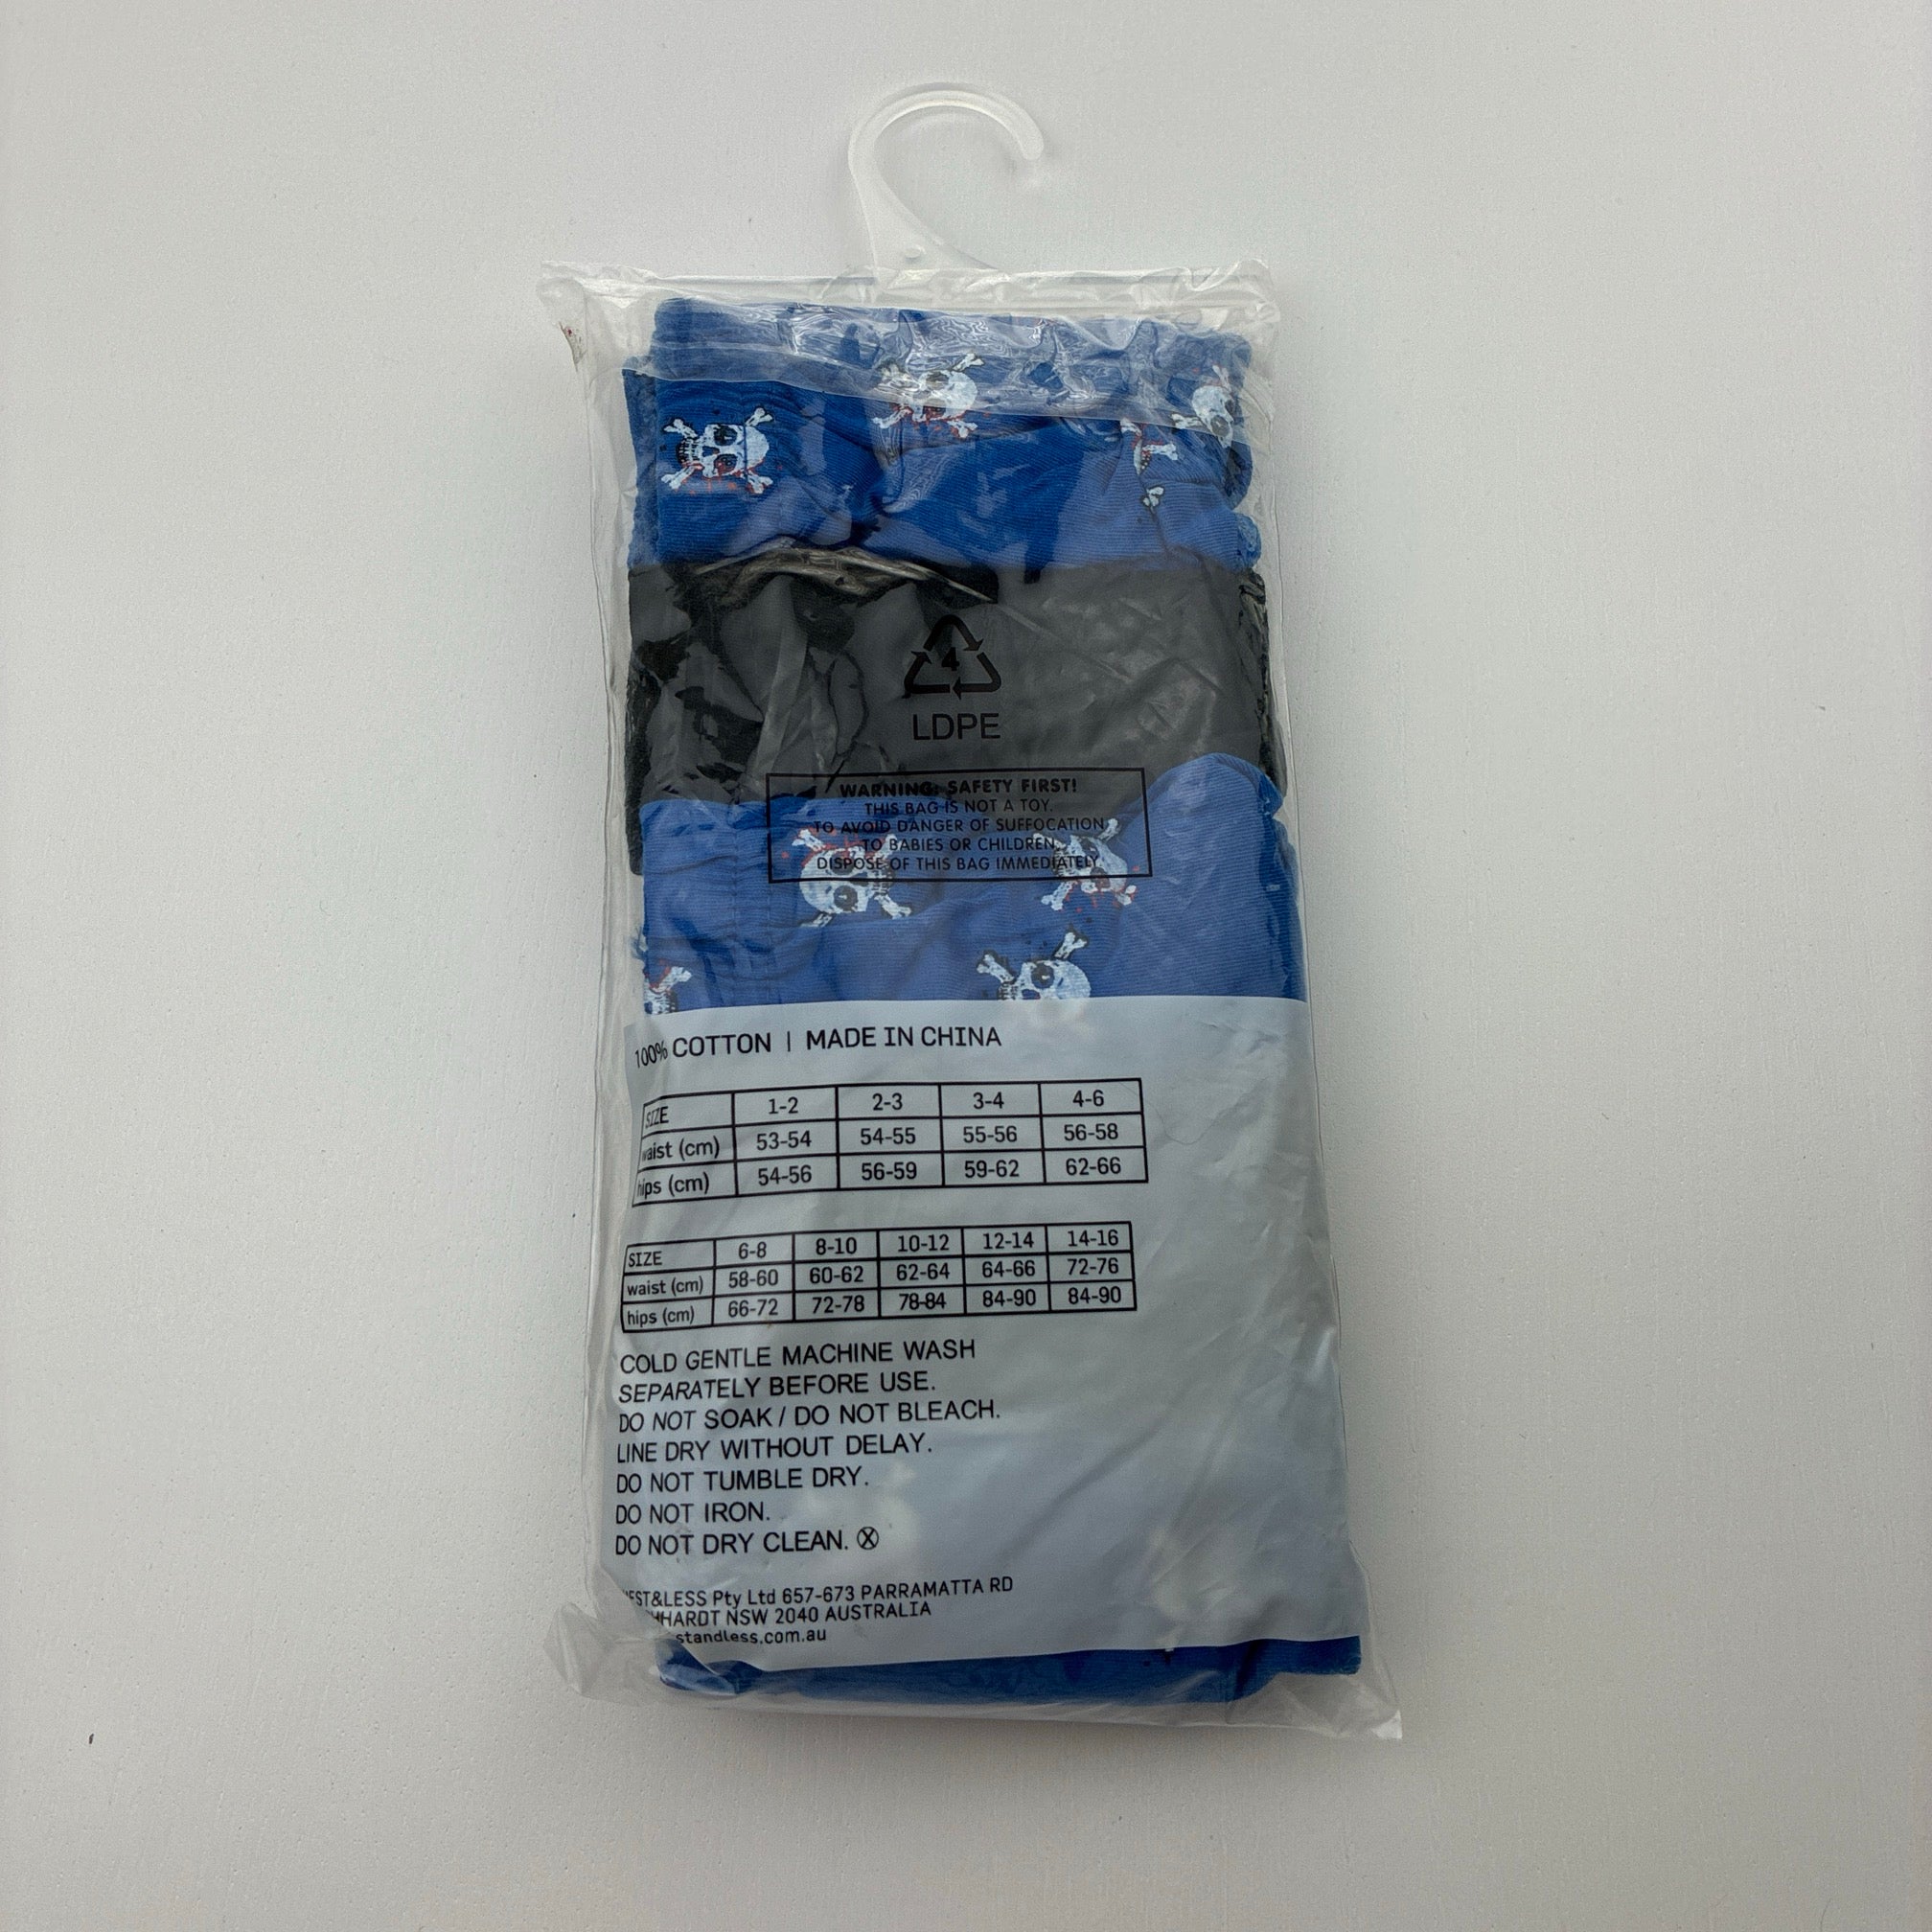 4
LDPE
WARNING: SAFETY FIRST!
THIS BAG IS NOT A TOY.
TO AVOID DANGER OF SUFFOCATION
TO BABIES OR CHILDREN,
DISPOSE OF THIS BAG IMMEDIATELY.
100% COTTON | MADE IN CHINA
SIZE 1-2 2-3 3-4 4-6
waist (cm) 53-54 54-55 55-56 56-58
hips (cm) 54-56 56-59 59-62 62-66
SIZE 6-8 8-10 10-12 12-14 14-16
waist (cm) 58-60 60-62 62-64 64-66 72-76
hips (cm) 66-72 72-78 78-84 84-90 84-90
COLD GENTLE MACHINE WASH
SEPARATELY BEFORE USE.
DO NOT SOAK / DO NOT BLEACH.
LINE DRY WITHOUT DELAY.
DO NOT TUMBLE DRY.
DO NOT IRON.
DO NOT DRY CLEAN.
EST&LESS Pty Ltd 657-673 PARRAMATTA RD
HHARDT NSW 2040 AUSTRALIA
standless.com.au